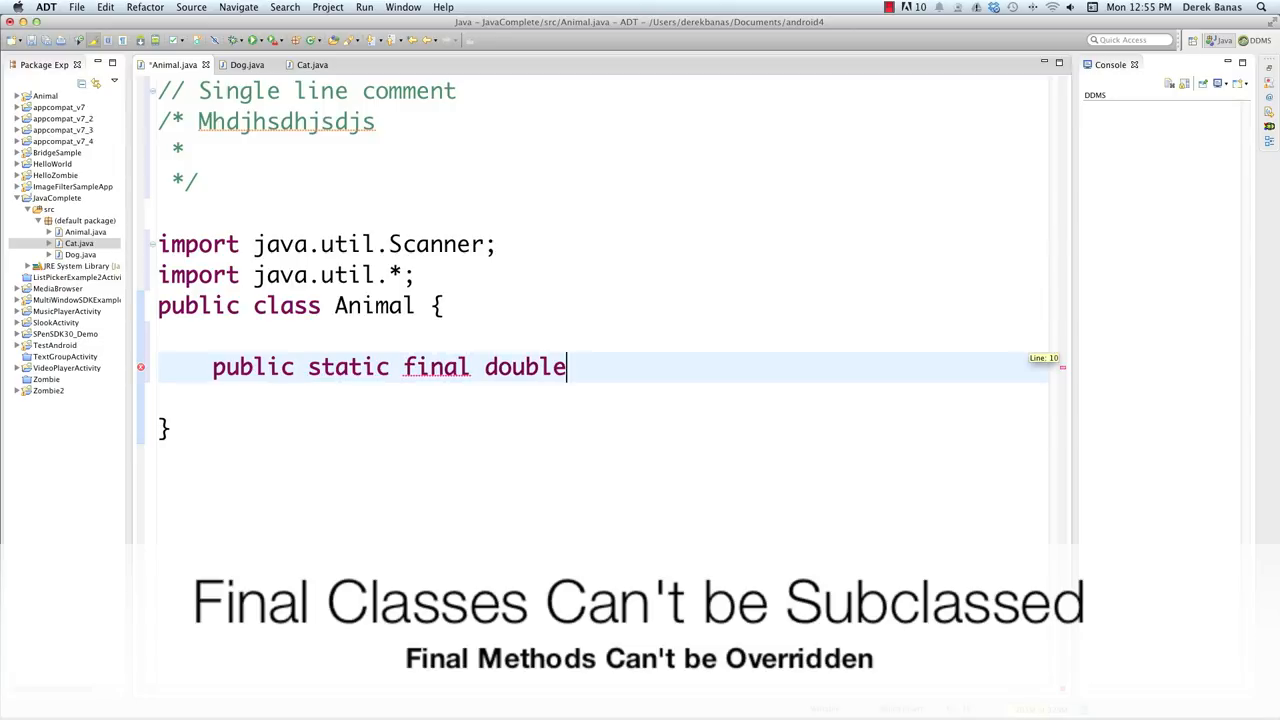 ADT File Edit Refactor Source Navigate Search Project Run Window Help
10 Mon 12:55 PM Derek Banas
Java – JavaComplete/src/Animal.java – ADT – /Users/derekbanas/Documents/android4
Quick Access
Java
DDMS
Package Exp
*Animal.java
Dog.java
Cat.java
Console
DDMS
Animal
appcompat_v7
appcompat_v7_2
appcompat_v7_3
appcompat_v7_4
BridgeSample
HelloWorld
HelloZombie
ImageFilterSampleApp
JavaComplete
src
(default package)
Animal.java
Cat.java
Dog.java
JRE System Library [Ja
ListPickerExample2Activi
MediaBrowser
MultiWindowSDKExample
MusicPlayerActivity
SlookActivity
SPenSDK30_Demo
TestAndroid
TextGroupActivity
VideoPlayerActivity
Zombie
Zombie2
// Single line comment
/* Mhdjhsdhjsdjs
*
*/
import java.util.Scanner;
import java.util.*;
public class Animal {
public static final double
}
Line: 10
Final Classes Can't be Subclassed
Final Methods Can't be Overridden